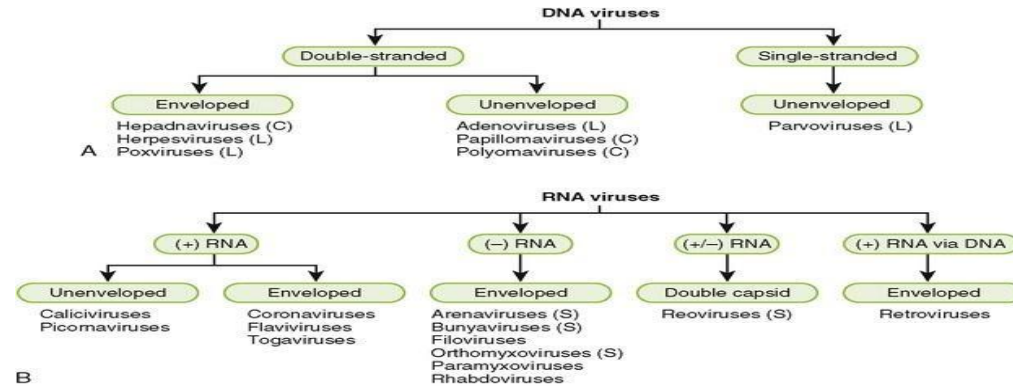 DNA viruses
Double-stranded
Single-stranded
Enveloped
Unenveloped
Unenveloped
Hepadnaviruses (C)
Herpesviruses (L)
Poxviruses (L)
Adenoviruses (L)
Papillomaviruses (C)
Polyomaviruses (C)
Parvoviruses (L)
A
RNA viruses
(+) RNA
(–) RNA
(+/–) RNA
(+) RNA via DNA
Unenveloped
Enveloped
Enveloped
Double capsid
Enveloped
Caliciviruses
Picornaviruses
Coronaviruses
Flaviviruses
Togaviruses
Arenaviruses (S)
Bunyaviruses (S)
Filoviruses
Orthomyxoviruses (S)
Paramyxoviruses
Rhabdoviruses
Reoviruses (S)
Retroviruses
B